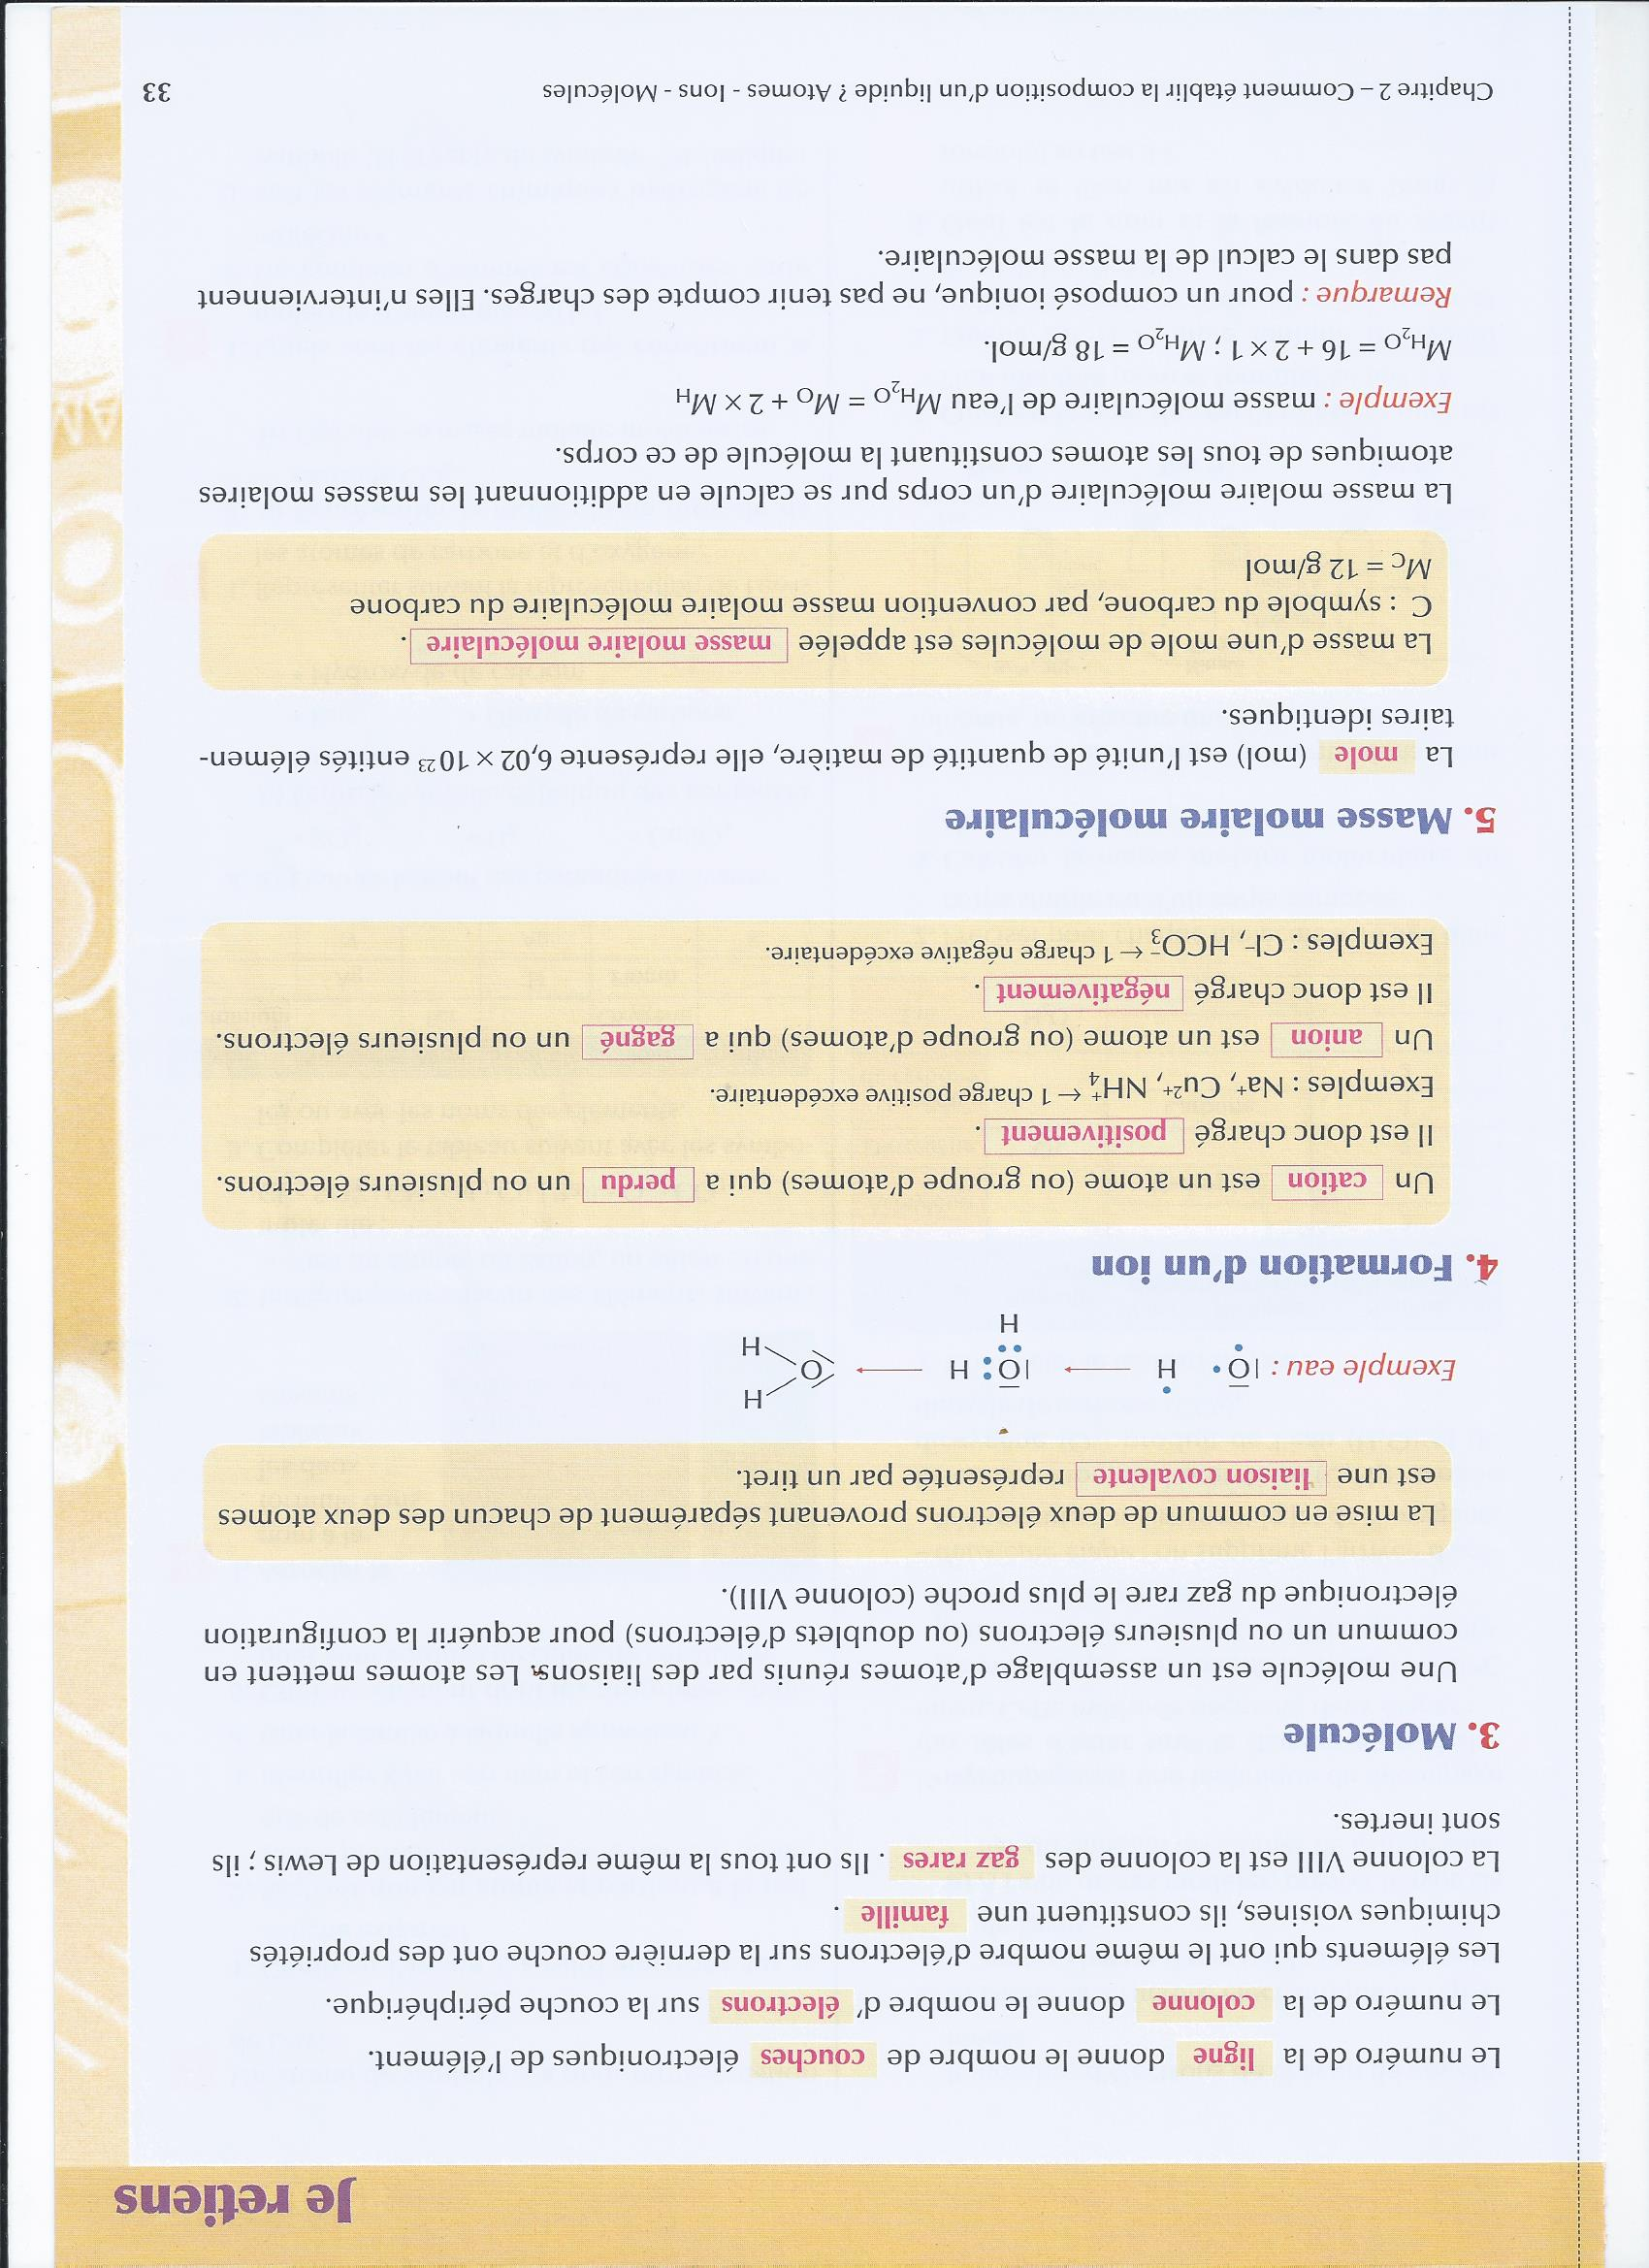 Je retiens
Le numéro de la ligne donne le nombre de couches électroniques de l'élément.
Le numéro de la colonne donne le nombre d'électrons sur la couche périphérique.
Les éléments qui ont le même nombre d'électrons sur la dernière couche ont des propriétés
chimiques voisines, ils constituent une famille.
La colonne VIII est la colonne des gaz rares. Ils ont tous la même représentation de Lewis ; ils
sont inertes.
3. Molécule
Une molécule est un assemblage d'atomes réunis par des liaisons. Les atomes mettent en
commun un ou plusieurs électrons (ou doublets d'électrons) pour acquérir la configuration
électronique du gaz rare le plus proche (colonne VIII).
La mise en commun de deux électrons provenant séparément de chacun des deux atomes
est une liaison covalente représentée par un tiret.
Exemple eau : |O̅· H → |O̅: H → O H
H H
4. Formation d'un ion
Un cation est un atome (ou groupe d'atomes) qui a perdu un ou plusieurs électrons.
Il est donc chargé positivement.
Exemples : Na⁺, Cu²⁺, NH₄⁺ ← 1 charge positive excédentaire.
Un anion est un atome (ou groupe d'atomes) qui a gagné un ou plusieurs électrons.
Il est donc chargé négativement.
Exemples : Cl⁻, HCO₃⁻ ← 1 charge négative excédentaire.
5. Masse molaire moléculaire
La mole (mol) est l'unité de quantité de matière, elle représente 6,02 × 10²³ entités élémen-
taires identiques.
La masse d'une mole de molécules est appelée masse molaire moléculaire.
C : symbole du carbone, par convention masse molaire moléculaire du carbone
M_C = 12 g/mol
La masse molaire moléculaire d'un corps pur se calcule en additionnant les masses molaires
atomiques de tous les atomes constituant la molécule de ce corps.
Exemple : masse moléculaire de l'eau M_H₂O = M_O + 2 × M_H
M_H₂O = 16 + 2 × 1 ; M_H₂O = 18 g/mol.
Remarque : pour un composé ionique, ne pas tenir compte des charges. Elles n'interviennent
pas dans le calcul de la masse moléculaire.
Chapitre 2 – Comment établir la composition d'un liquide ? Atomes - Ions - Molécules 33